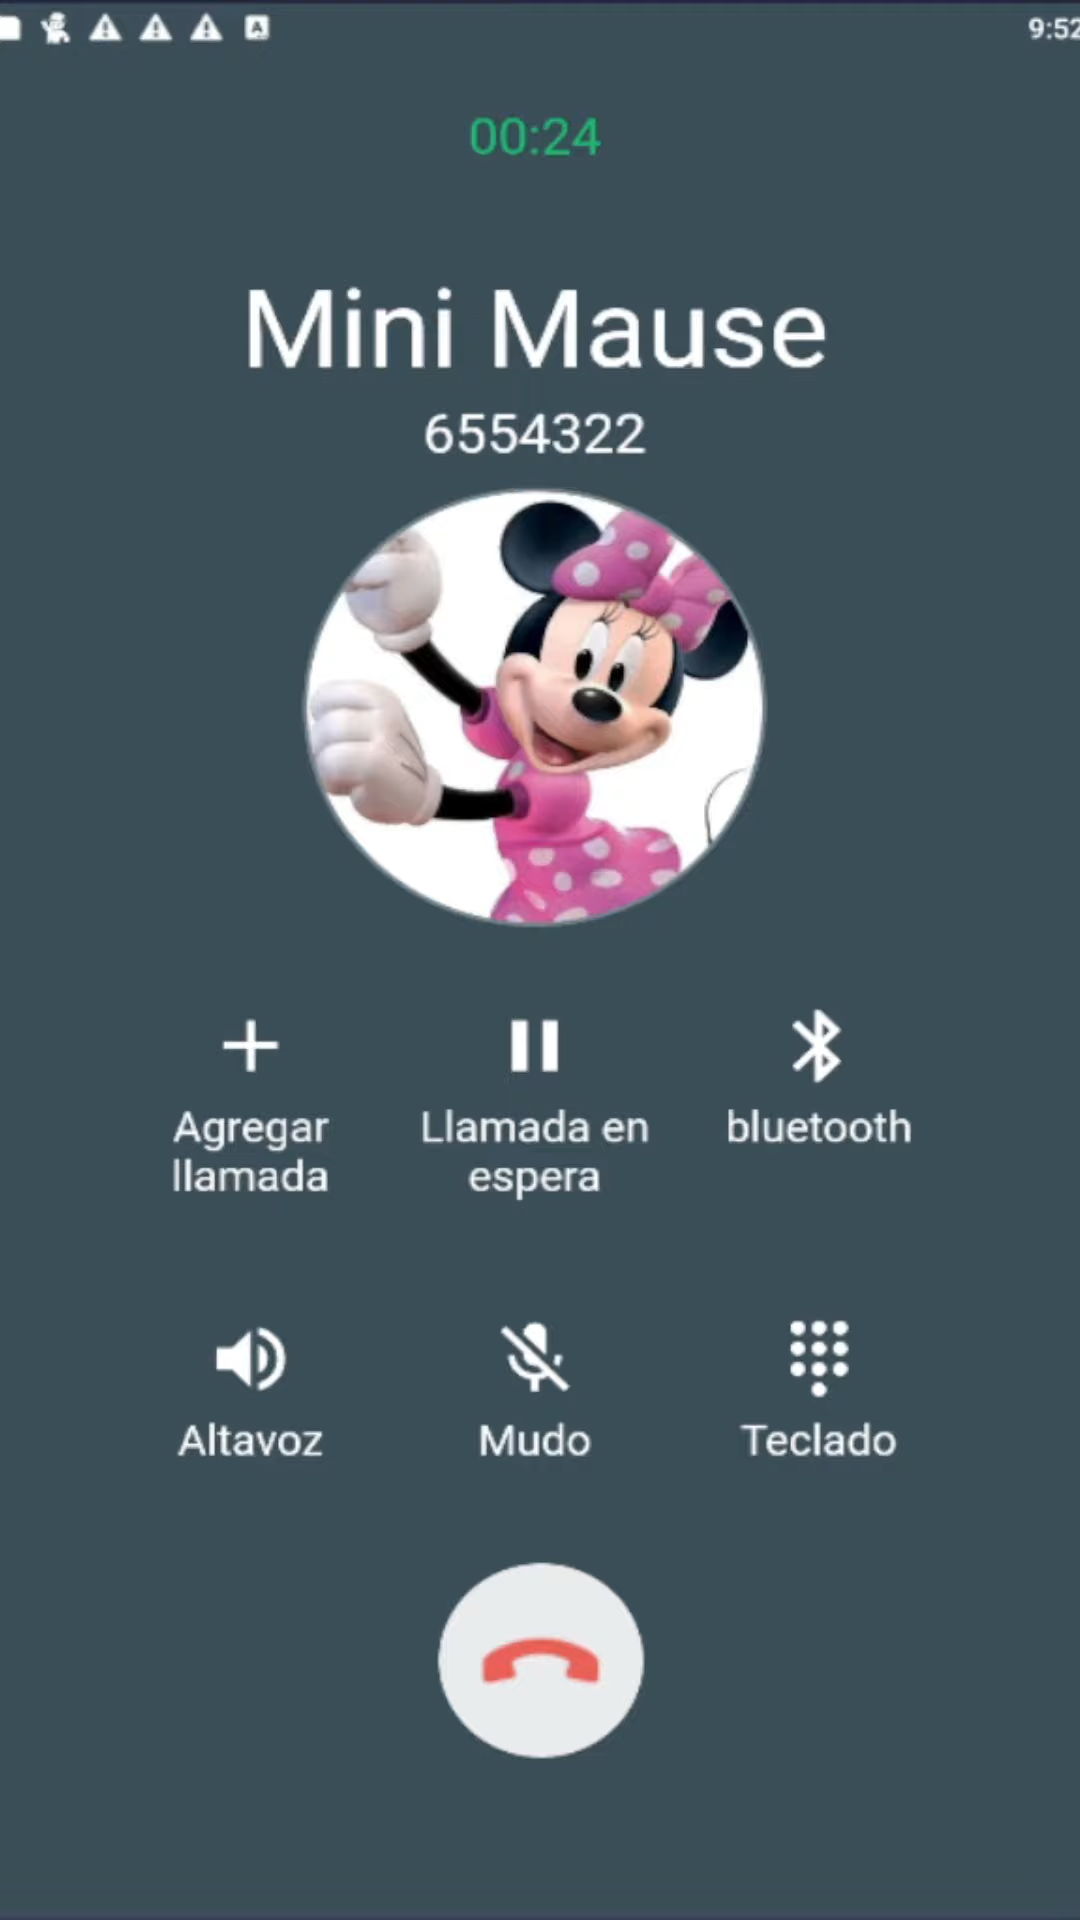 9:52
00:24
Mini Mause
6554322
Agregar
llamada
Llamada en
espera
bluetooth
Altavoz
Mudo
Teclado